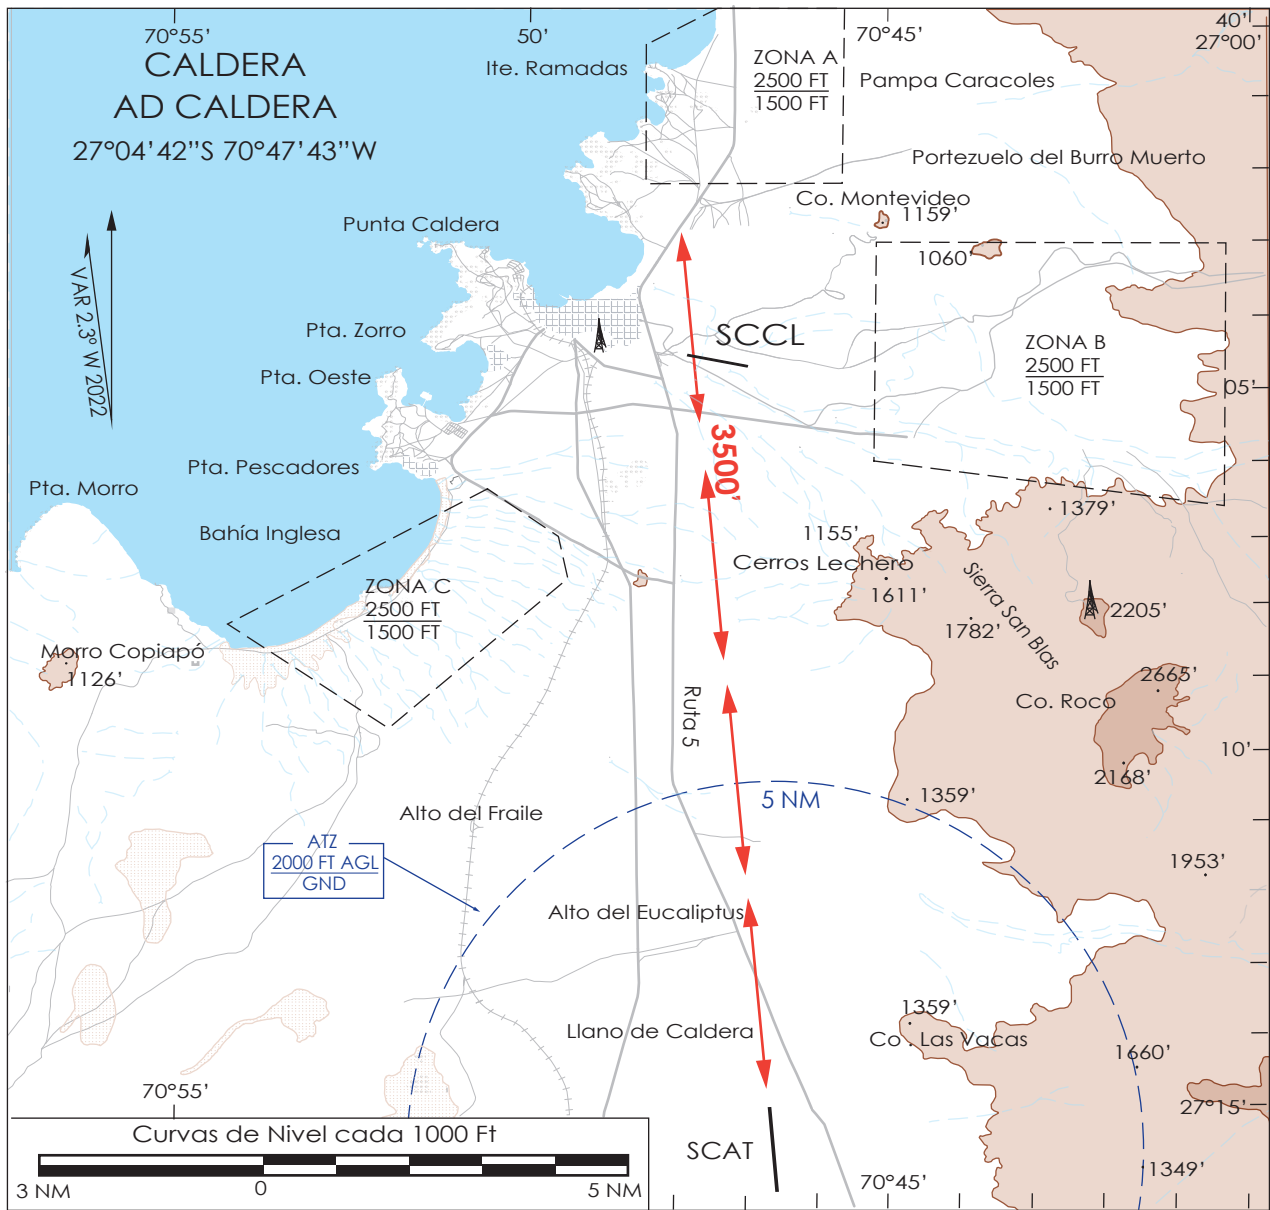 70°55’
50’
70°45’
40’
27°00’
CALDERA
AD CALDERA
27°04’42”S 70°47’43”W
Ite. Ramadas
ZONA A
2500 FT
1500 FT
Pampa Caracoles
Portezuelo del Burro Muerto
Co. Montevideo
1159’
1060’
Punta Caldera
VAR 2.3º W 2022
Pta. Zorro
SCCL
ZONA B
2500 FT
1500 FT
Pta. Oeste
05’
3500’
Pta. Pescadores
Pta. Morro
Bahía Inglesa
1379’
1155’
Cerros Lechero
1611’
Sierra San Blas
ZONA C
2500 FT
1500 FT
2205’
1782’
Morro Copiapó
1126’
2665’
Co. Roco
Ruta 5
10’
2168’
5 NM
1359’
Alto del Fraile
ATZ
2000 FT AGL
GND
1953’
Alto del Eucaliptus
1359’
Llano de Caldera
Co. Las Vacas
1660’
70°55’
27°15’
Curvas de Nivel cada 1000 Ft
3 NM
0
5 NM
SCAT
70°45’
1349’